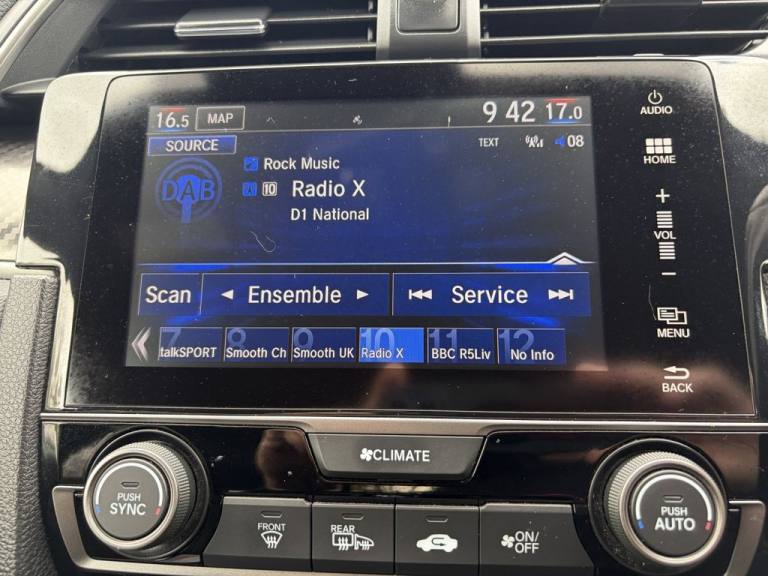 16.5 MAP 9 42 17.0
SOURCE TEXT 08
DAB
Rock Music
10 Radio X
D1 National
Scan ◄ Ensemble ► Service
7 8 9 10 11 12
talkSPORT Smooth Ch Smooth UK Radio X BBC R5Liv No Info
AUDIO
HOME
+
VOL
−
MENU
BACK
CLIMATE
PUSH
SYNC
FRONT
REAR
ON/
OFF
PUSH
AUTO